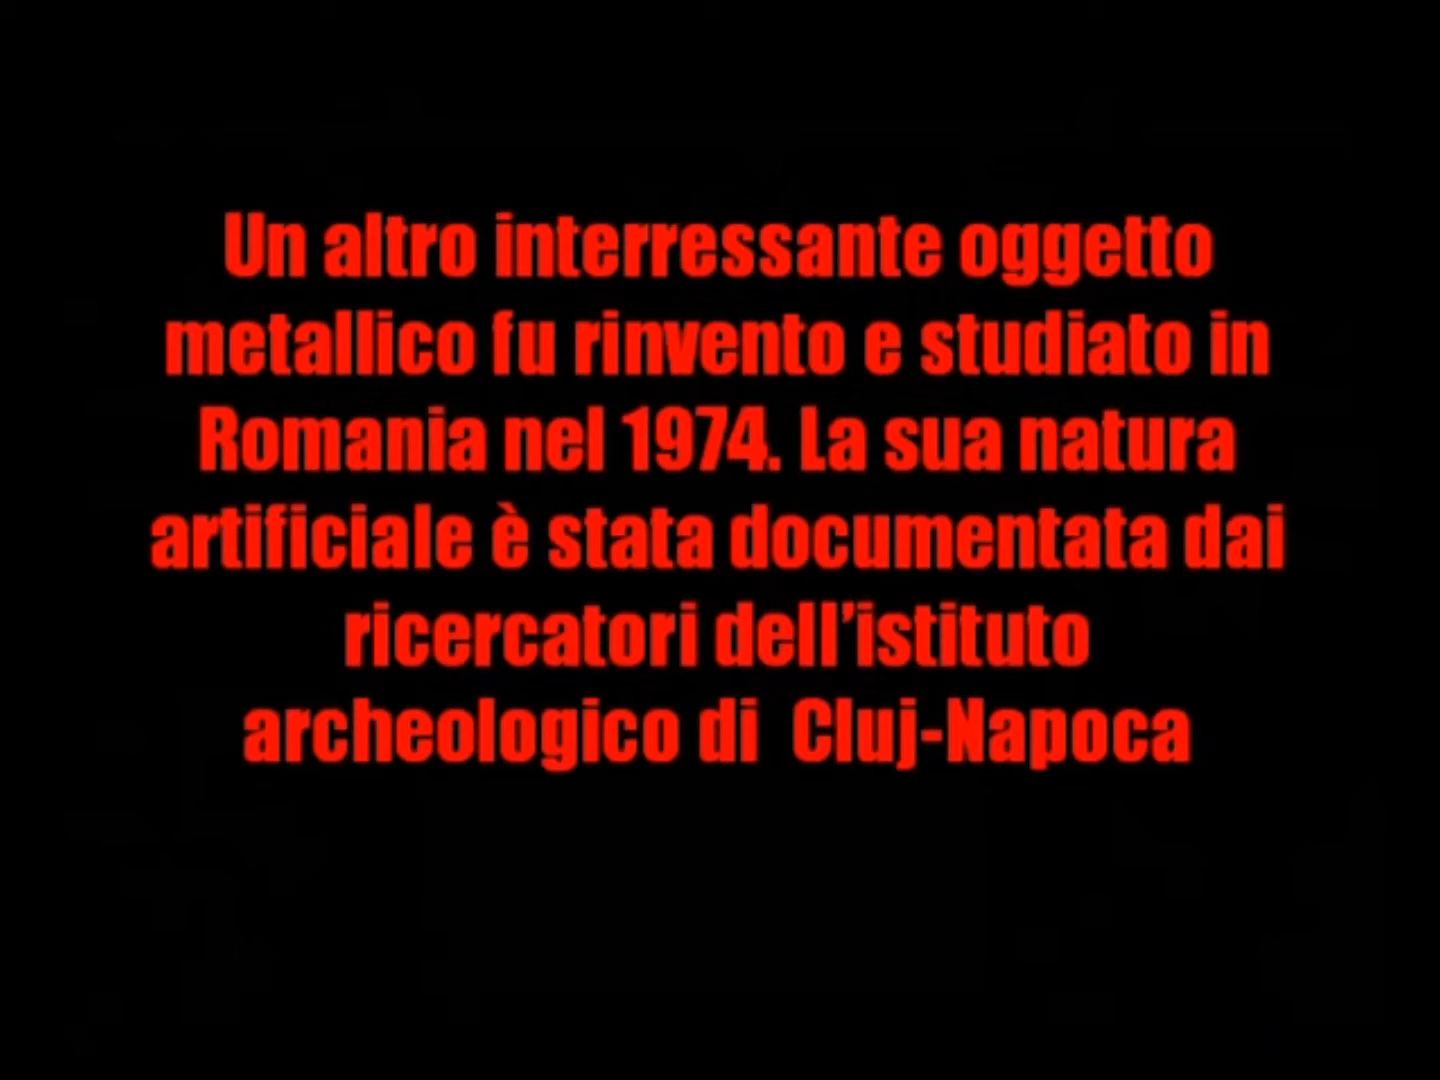 Un altro interressante oggetto
metallico fu rinvento e studiato in
Romania nel 1974. La sua natura
artificiale è stata documentata dai
ricercatori dell’istituto
archeologico di  Cluj-Napoca